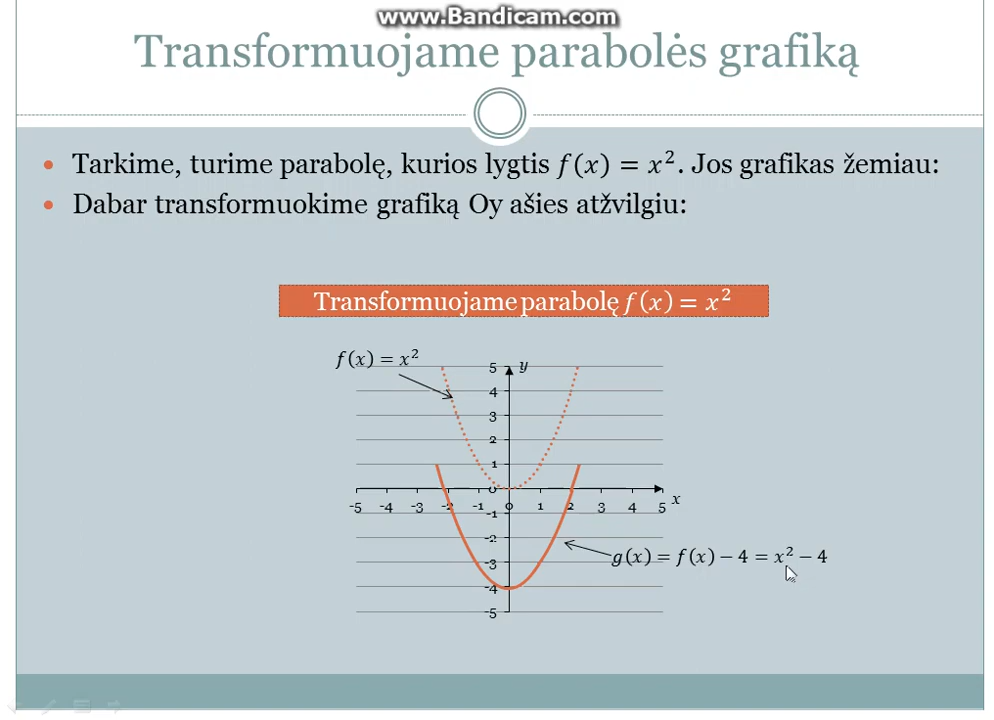 www.Bandicam.com
Transformuojame parabolės grafiką
• Tarkime, turime parabolę, kurios lygtis f(x) = x². Jos grafikas žemiau:
• Dabar transformuokime grafiką Oy ašies atžvilgiu:
Transformuojame parabolę f(x) = x²
f(x) = x²
5 y
4
3
2
1
0
-5 -4 -3 -2 -1 0 1 2 3 4 5 x
-1
-2
-3
g(x) = f(x) − 4 = x² − 4
-4
-5